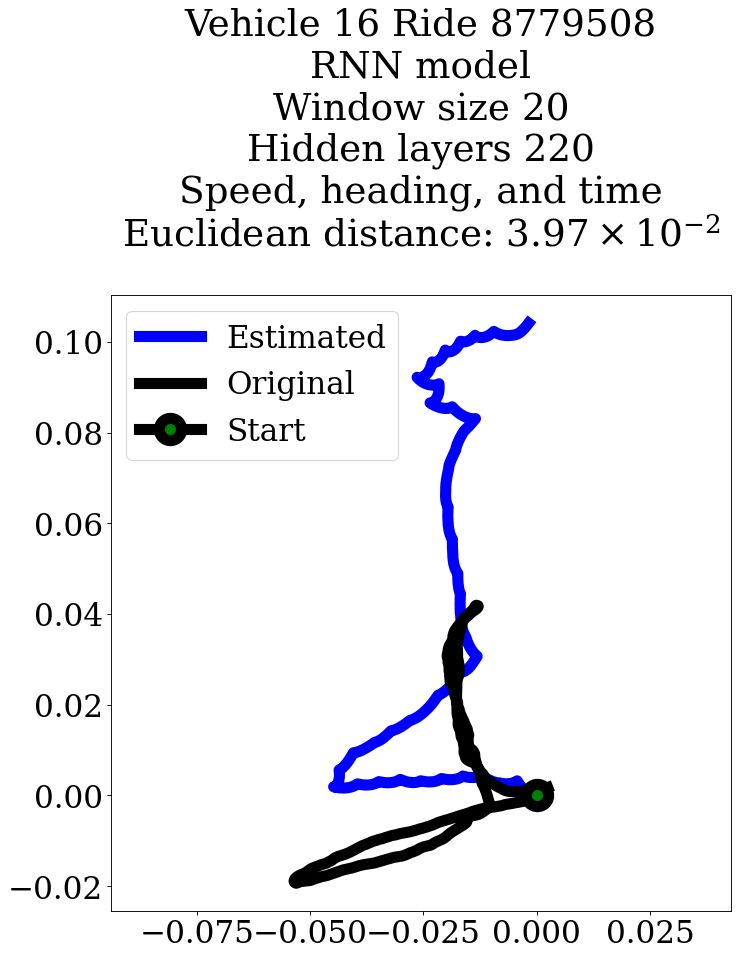 Vehicle 16 Ride 8779508
RNN model
Window size 20
Hidden layers 220
Speed, heading, and time
Euclidean distance: 3.97 × 10⁻²
Estimated
Original
Start
0.10
0.08
0.06
0.04
0.02
0.00
−0.02
−0.075 −0.050 −0.025 0.000 0.025